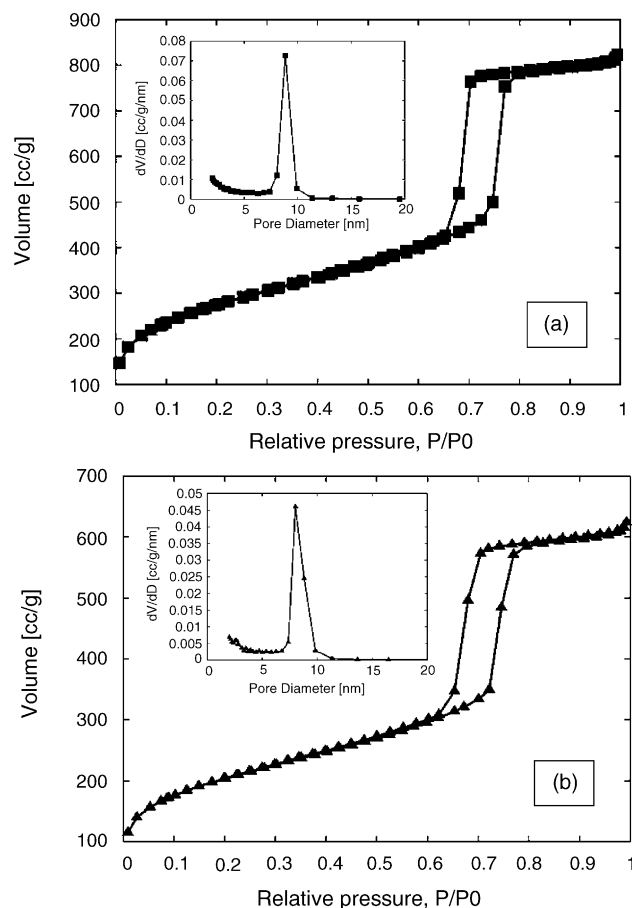 900
800
700
600
500
400
300
200
100
0 0.1 0.2 0.3 0.4 0.5 0.6 0.7 0.8 0.9 1
Volume [cc/g]
Relative pressure, P/P0
(a)
0.08
0.07
0.06
0.05
0.04
0.03
0.02
0.01
0
0 5 10 15 20
dV/dD [cc/g/nm]
Pore Diameter [nm]
700
600
500
400
300
200
100
0 0.1 0.2 0.3 0.4 0.5 0.6 0.7 0.8 0.9 1
Volume [cc/g]
Relative pressure, P/P0
(b)
0.05
0.045
0.04
0.035
0.03
0.025
0.02
0.015
0.01
0.005
0
0 5 10 15 20
dV/dD [cc/g/nm]
Pore Diameter [nm]